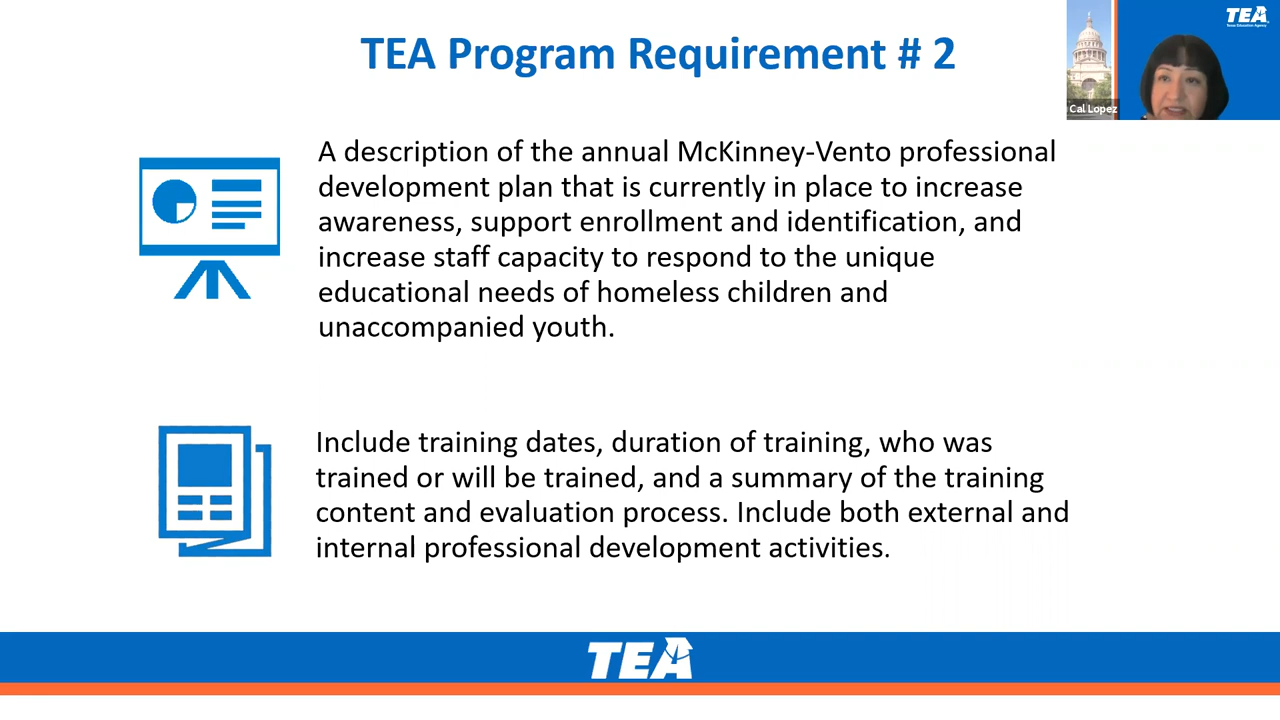 TEA Program Requirement # 2
TEA
Texas Education Agency
Cal Lopez
A description of the annual McKinney-Vento professional
development plan that is currently in place to increase
awareness, support enrollment and identification, and
increase staff capacity to respond to the unique
educational needs of homeless children and
unaccompanied youth.
Include training dates, duration of training, who was
trained or will be trained, and a summary of the training
content and evaluation process. Include both external and
internal professional development activities.
TEA